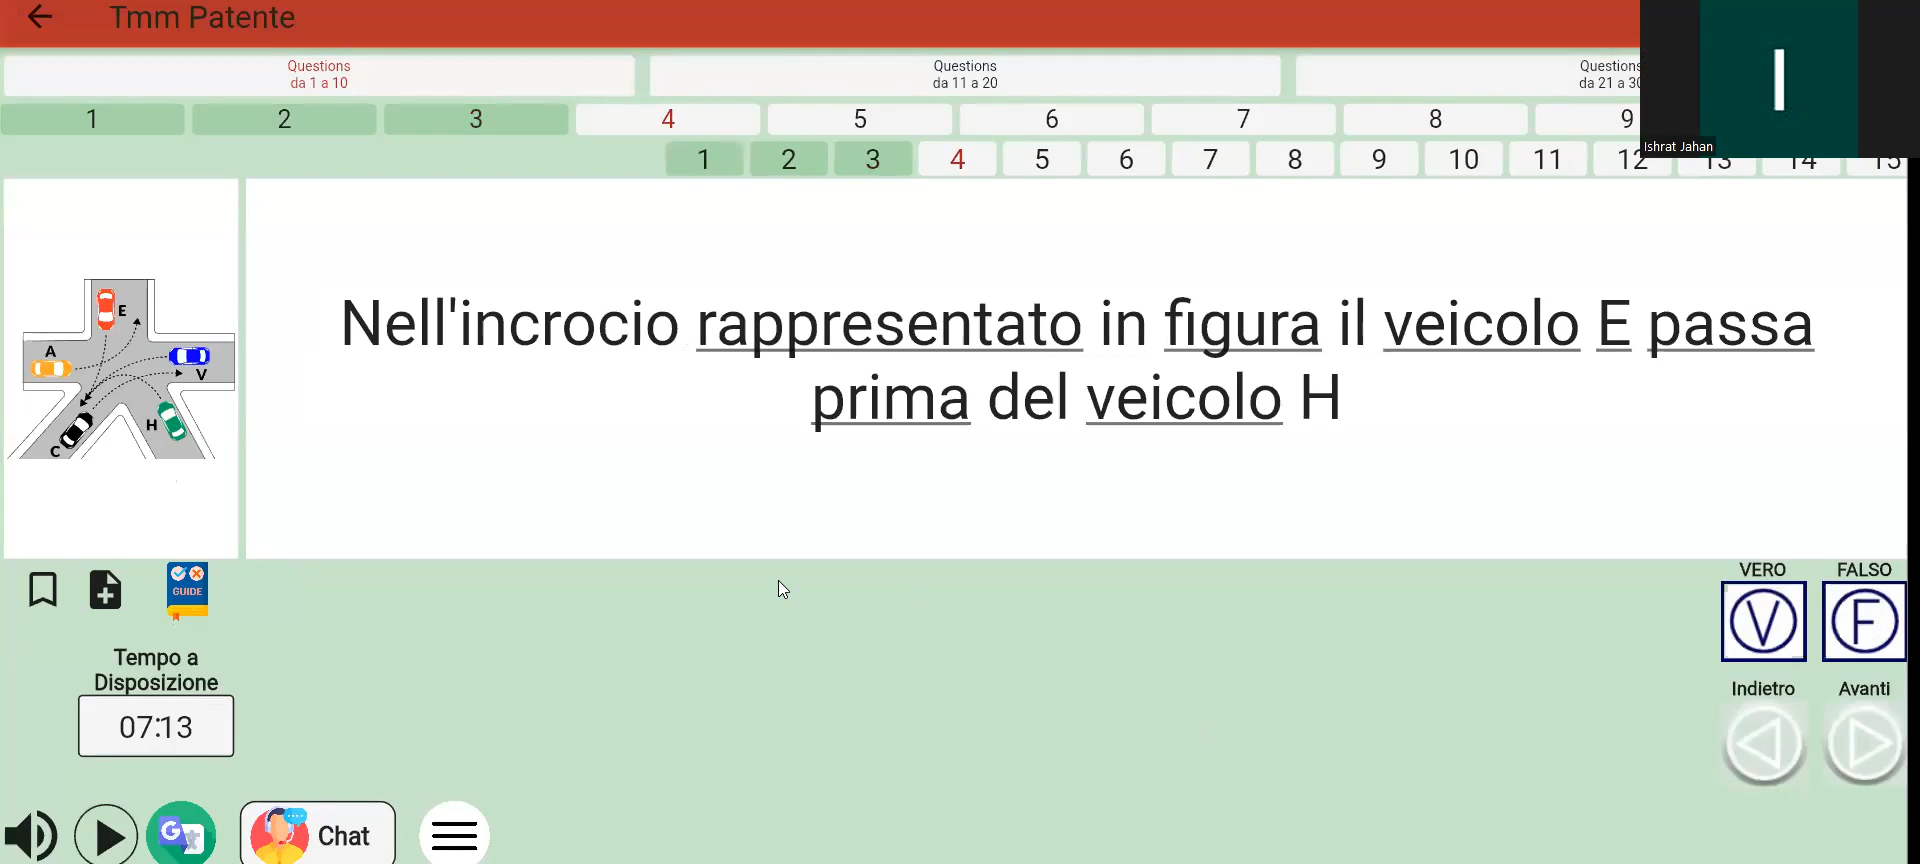 Tmm Patente
Questions
da 1 a 10
Questions
da 11 a 20
Questions
da 21 a 30
1 2 3 4 5 6 7 8 9
Ishrat Jahan
1 2 3 4 5 6 7 8 9 10 11 12 13 14 15
I
E
A
V
H
C
Nell'incrocio rappresentato in figura il veicolo E passa
prima del veicolo H
GUIDE
VERO FALSO
V F
Tempo a
Disposizione
07:13
Indietro Avanti
G
Chat